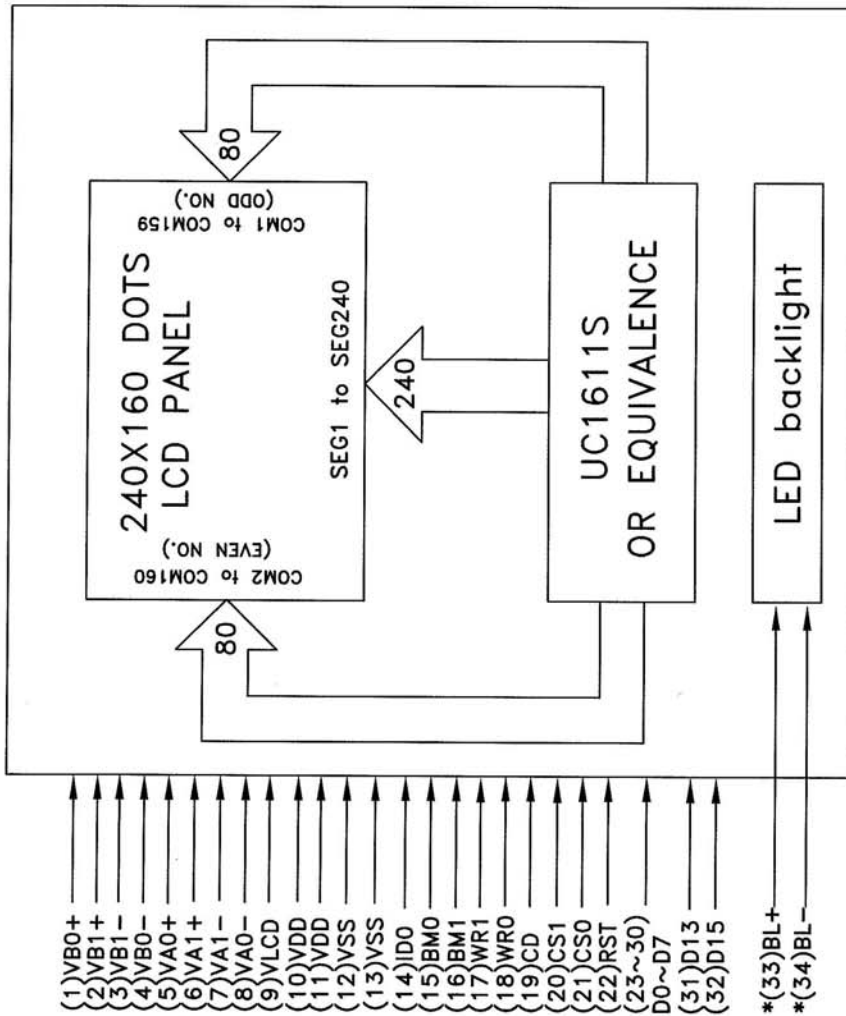 (1)VB0+
(2)VB1+
(3)VB1-
(4)VB0-
(5)VA0+
(6)VA1+
(7)VA1-
(8)VA0-
(9)VLCD
(10)VDD
(11)VDD
(12)VSS
(13)VSS
(14)ID0
(15)BM0
(16)BM1
(17)WR1
(18)WR0
(19)CD
(20)CS1
(21)CS0
(22)RST
(23~30)
D0~D7
(31)D13
(32)D15
*(33)BL+
*(34)BL-
80
COM2 to COM160
(EVEN NO.)
240X160 DOTS
LCD PANEL
COM1 to COM159
(ODD NO.)
80
SEG1 to SEG240
240
UC1611S
OR EQUIVALENCE
LED backlight